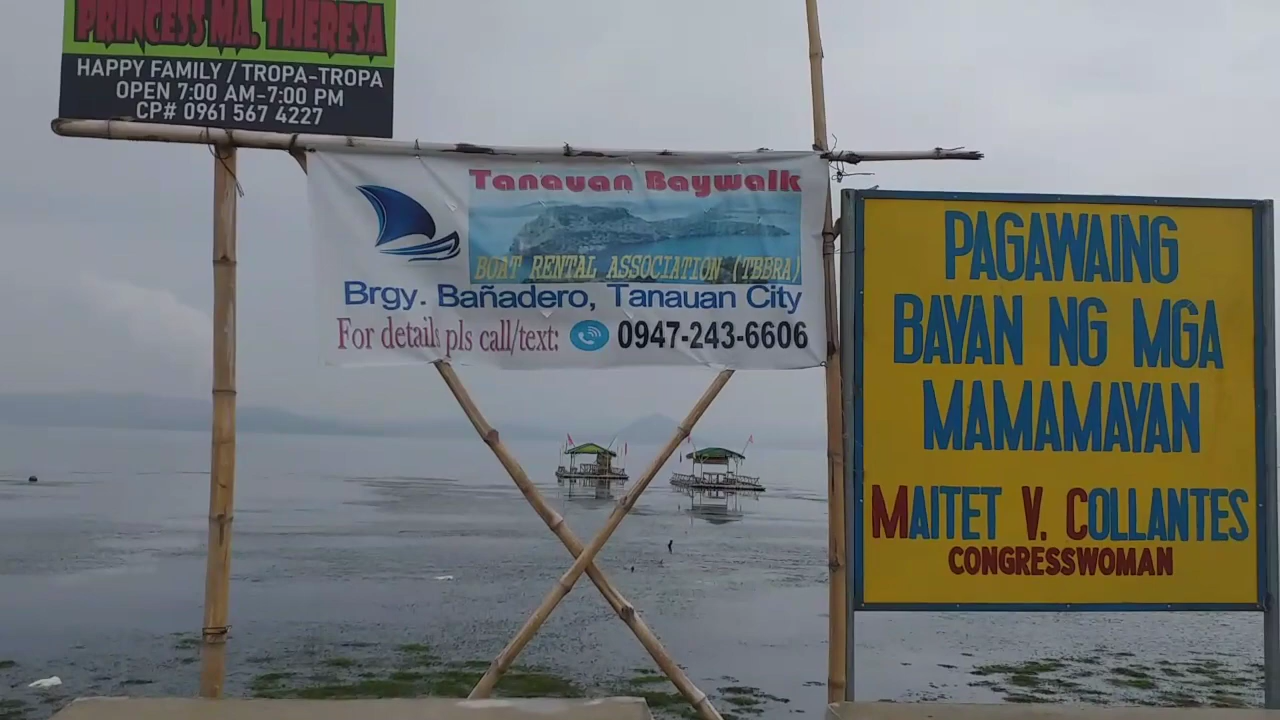 PRINCESS MA. THERESA
HAPPY FAMILY / TROPA-TROPA
OPEN 7:00 AM-7:00 PM
CP# 0961 567 4227
Tanauan Baywalk
BOAT RENTAL ASSOCIATION (TBBRA)
Brgy. Bañadero, Tanauan City
For details pls call/text: 0947-243-6606
PAGAWAING
BAYAN NG MGA
MAMAMAYAN
MAITET V. COLLANTES
CONGRESSWOMAN